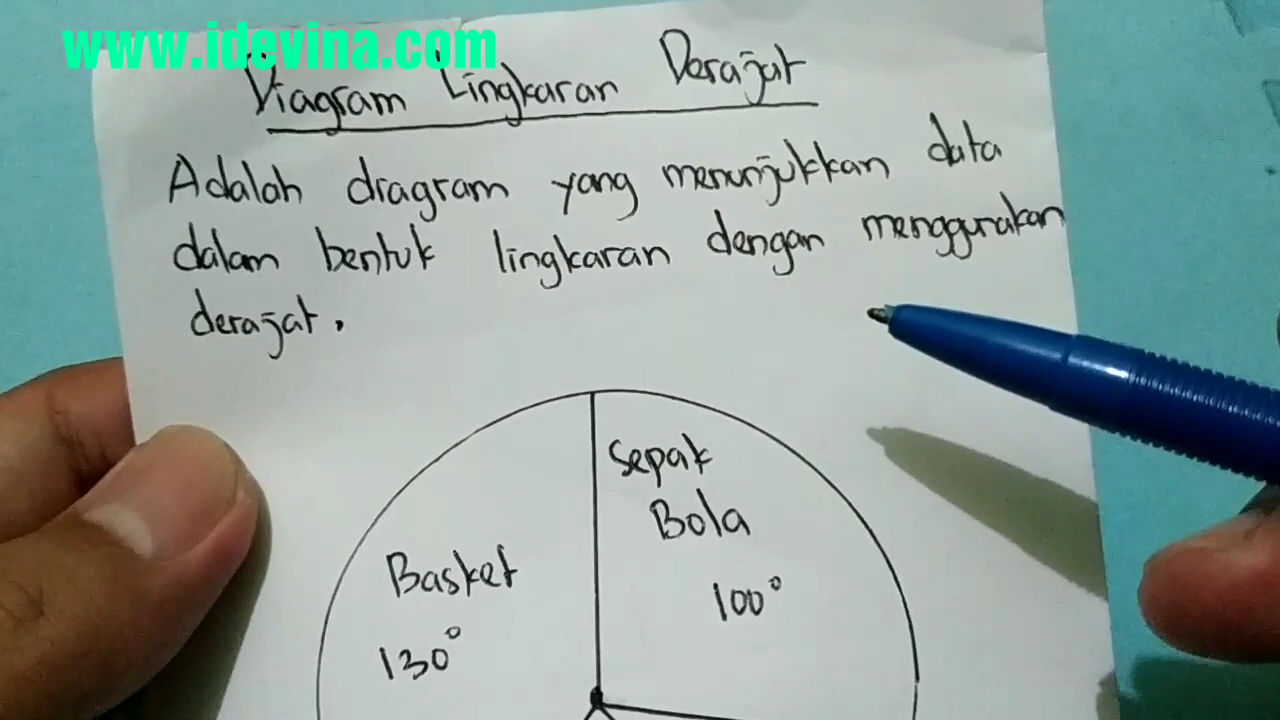 www.idevina.com
Diagram Lingkaran Derajat
Adalah diagram yang menunjukkan data
dalam bentuk lingkaran dengan menggunakan
derajat.
Sepak
Bola
100°
Basket
130°